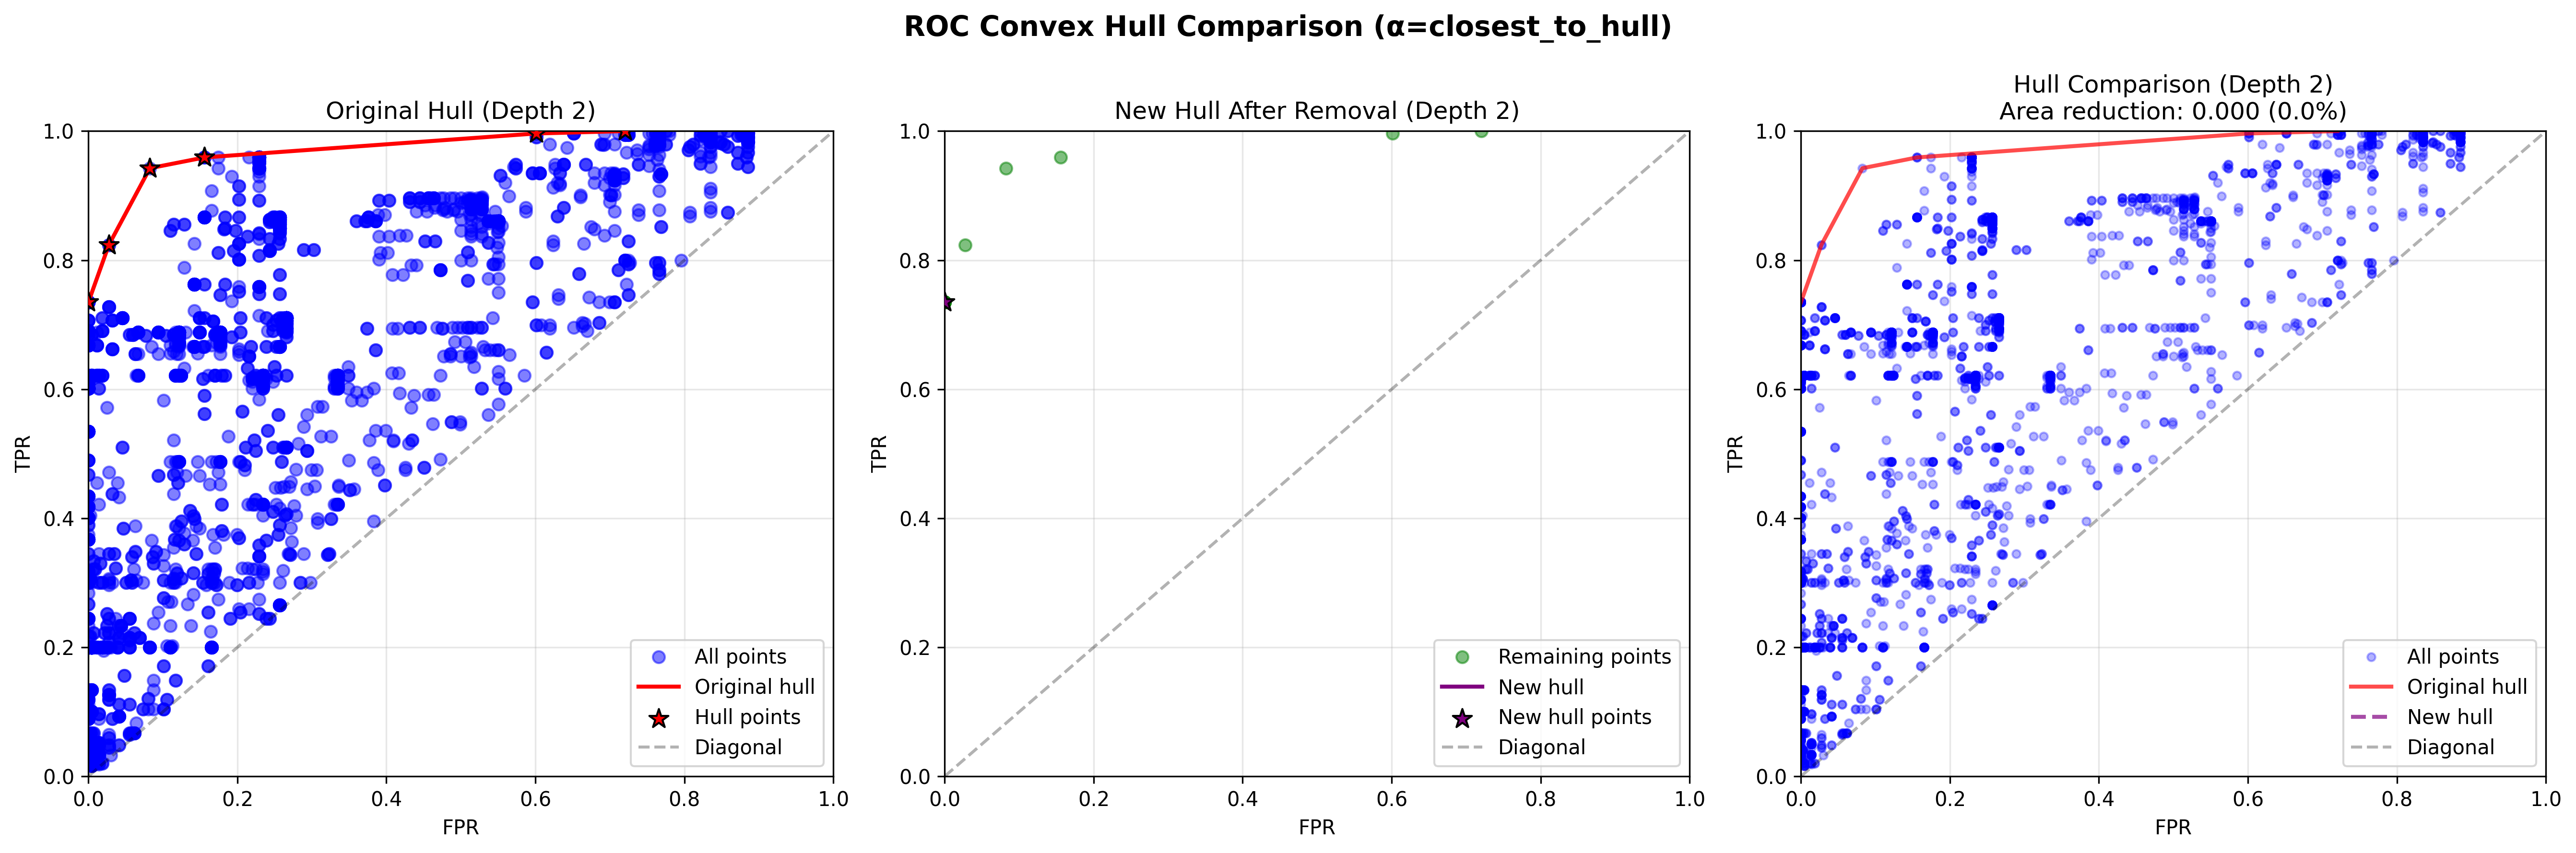 ROC Convex Hull Comparison (α=closest_to_hull)
Original Hull (Depth 2)
1.0
0.8
0.6
0.4
0.2
0.0
TPR
0.0 0.2 0.4 0.6 0.8 1.0
FPR
All points
Original hull
Hull points
Diagonal
New Hull After Removal (Depth 2)
1.0
0.8
0.6
0.4
0.2
0.0
TPR
0.0 0.2 0.4 0.6 0.8 1.0
FPR
Remaining points
New hull
New hull points
Diagonal
Hull Comparison (Depth 2)
Area reduction: 0.000 (0.0%)
1.0
0.8
0.6
0.4
0.2
0.0
TPR
0.0 0.2 0.4 0.6 0.8 1.0
FPR
All points
Original hull
New hull
Diagonal